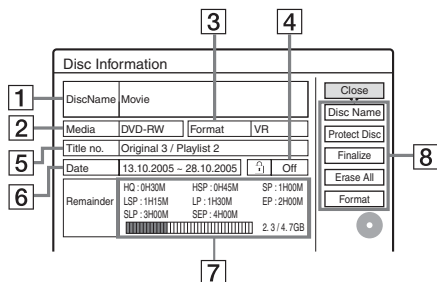 3
4
Disc Information
Close
1
DiscName Movie
Disc Name
2
Media DVD-RW Format VR
Protect Disc
5
Title no. Original 3 / Playlist 2
Finalize
8
6
Date 13.10.2005 ~ 28.10.2005 Off
Erase All
Remainder
HQ : 0H30M HSP : 0H45M SP : 1H00M
Format
LSP : 1H15M LP : 1H30M EP : 2H00M
SLP : 3H00M SEP : 4H00M
2. 3 / 4. 7GB
7